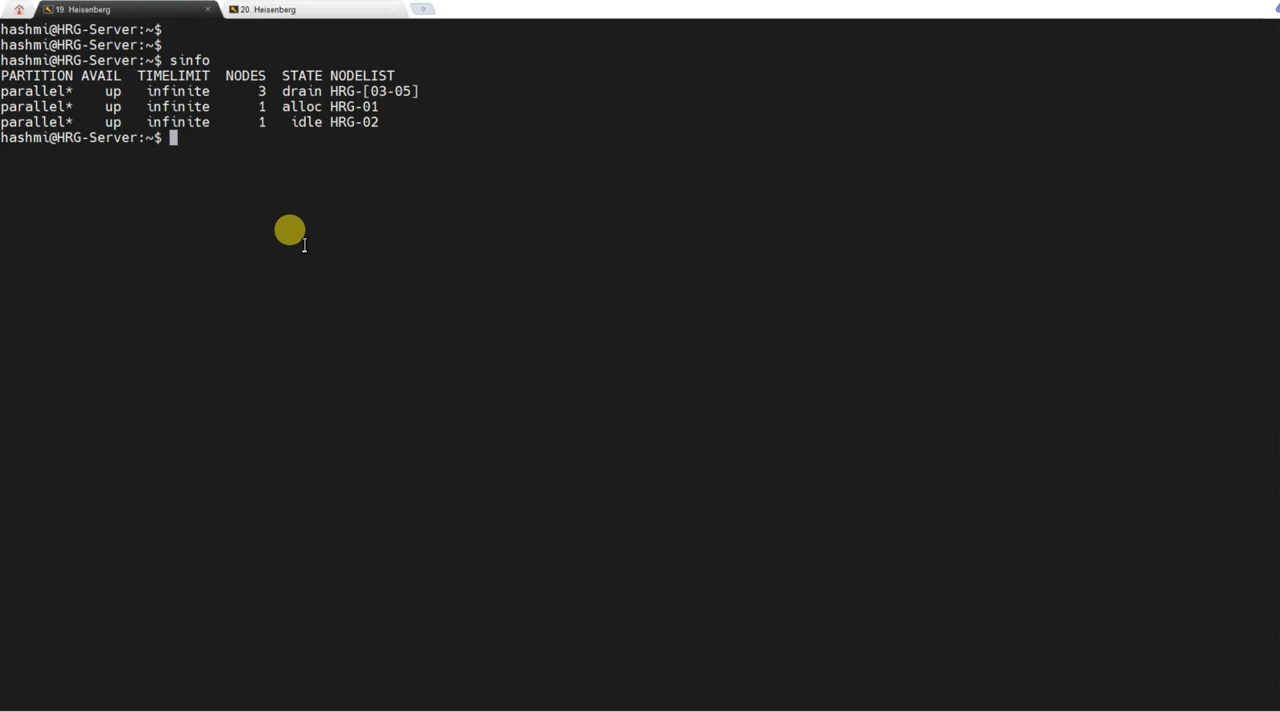 19. Heisenberg
20. Heisenberg
hashmi@HRG-Server:~$
hashmi@HRG-Server:~$
hashmi@HRG-Server:~$ sinfo
PARTITION AVAIL  TIMELIMIT  NODES  STATE NODELIST
parallel*    up   infinite      3  drain HRG-[03-05]
parallel*    up   infinite      1  alloc HRG-01
parallel*    up   infinite      1   idle HRG-02
hashmi@HRG-Server:~$